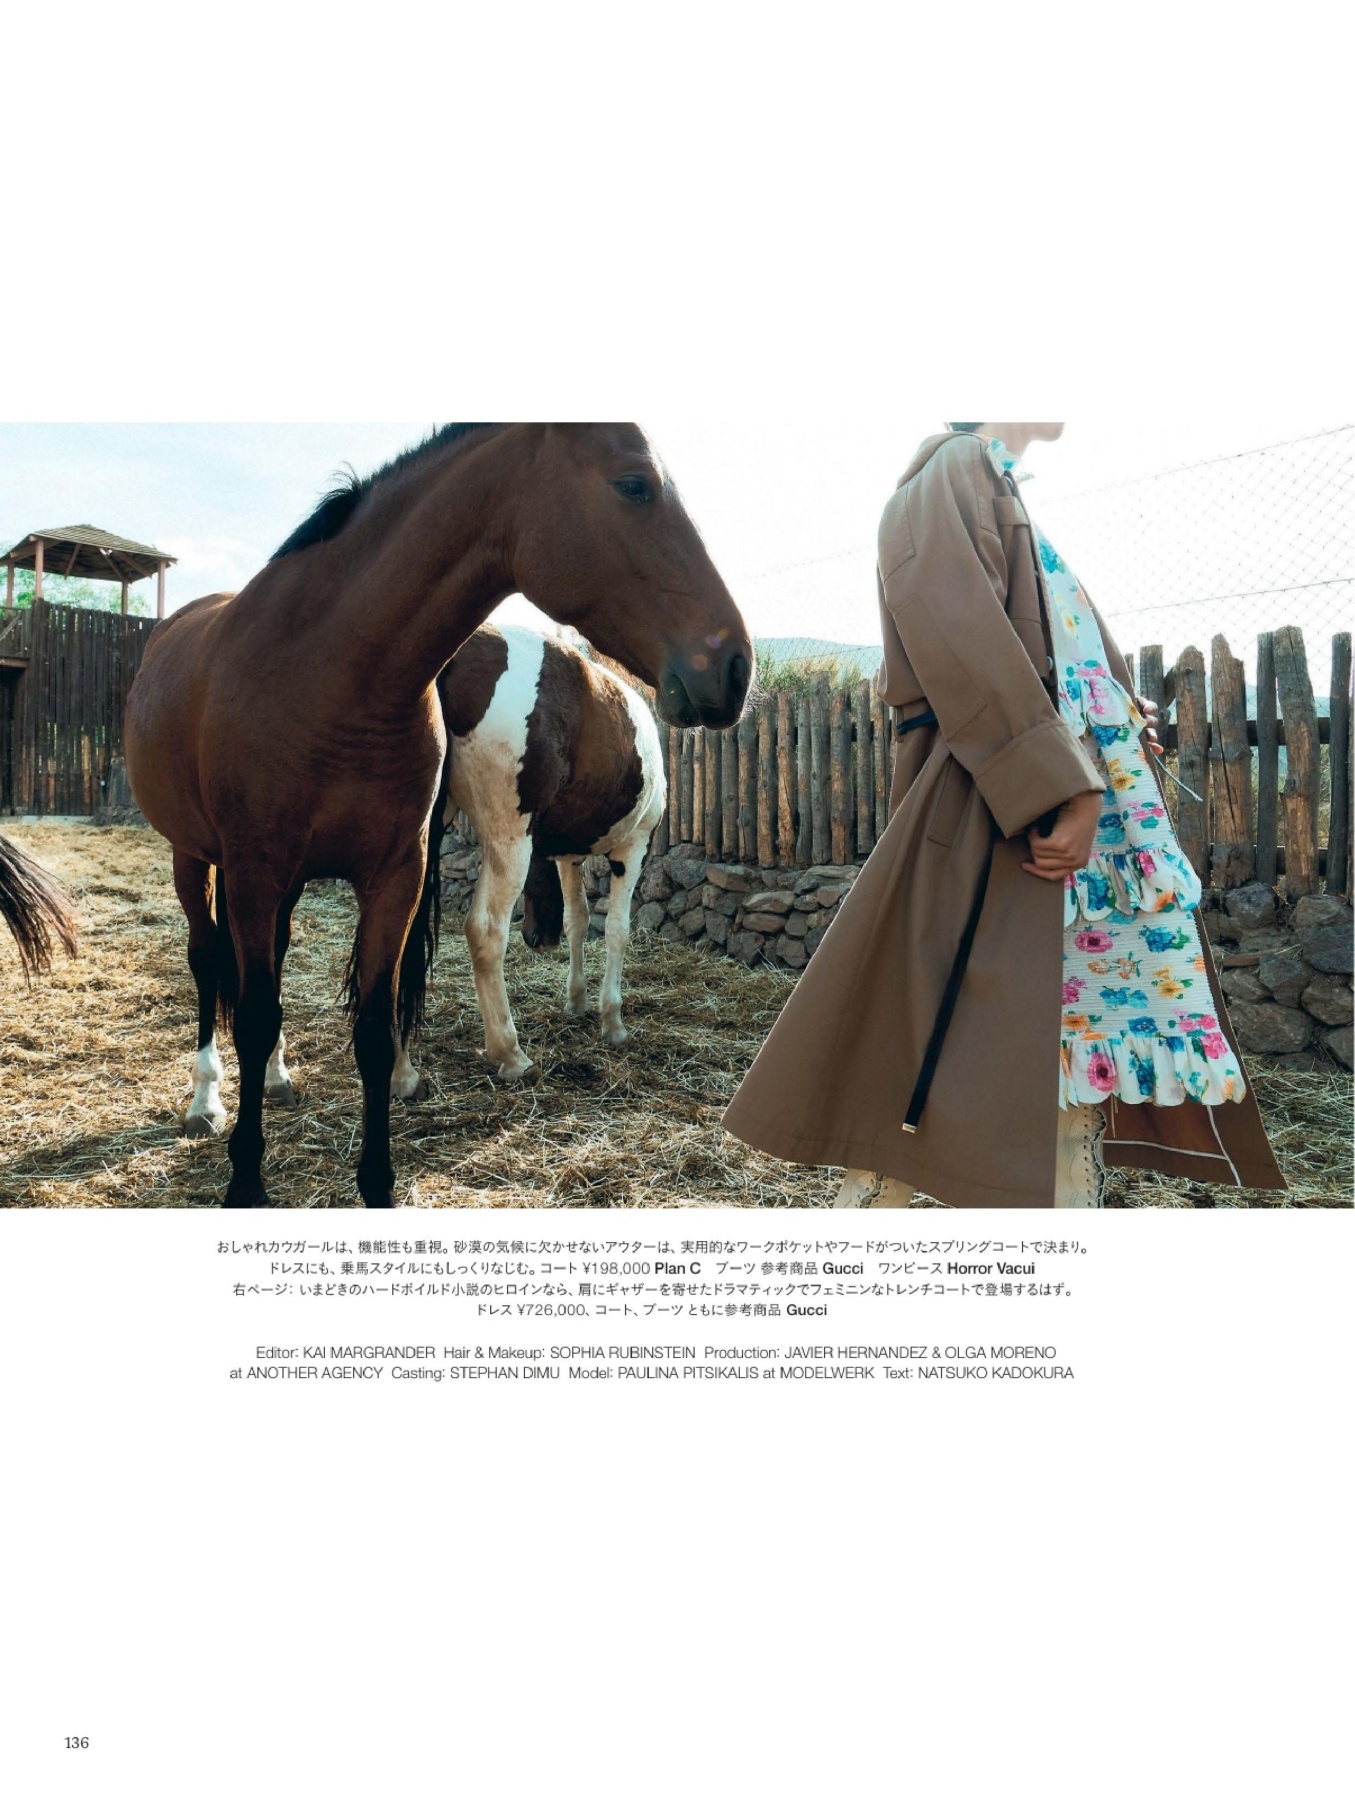 おしゃれカウガールは、機能性も重視。砂漠の気候に欠かせないアウターは、実用的なワークポケットやフードがついたスプリングコートで決まり。
ドレスにも、乗馬スタイルにもしっくりなじむ。コート ¥198,000 Plan C　ブーツ 参考商品 Gucci　ワンピース Horror Vacui
右ページ： いまどきのハードボイルド小説のヒロインなら、肩にギャザーを寄せたドラマティックでフェミニンなトレンチコートで登場するはず。
ドレス ¥726,000、コート、ブーツ ともに参考商品 Gucci
Editor: KAI MARGRANDER Hair & Makeup: SOPHIA RUBINSTEIN Production: JAVIER HERNANDEZ & OLGA MORENO
at ANOTHER AGENCY Casting: STEPHAN DIMU Model: PAULINA PITSIKALIS at MODELWERK Text: NATSUKO KADOKURA
136